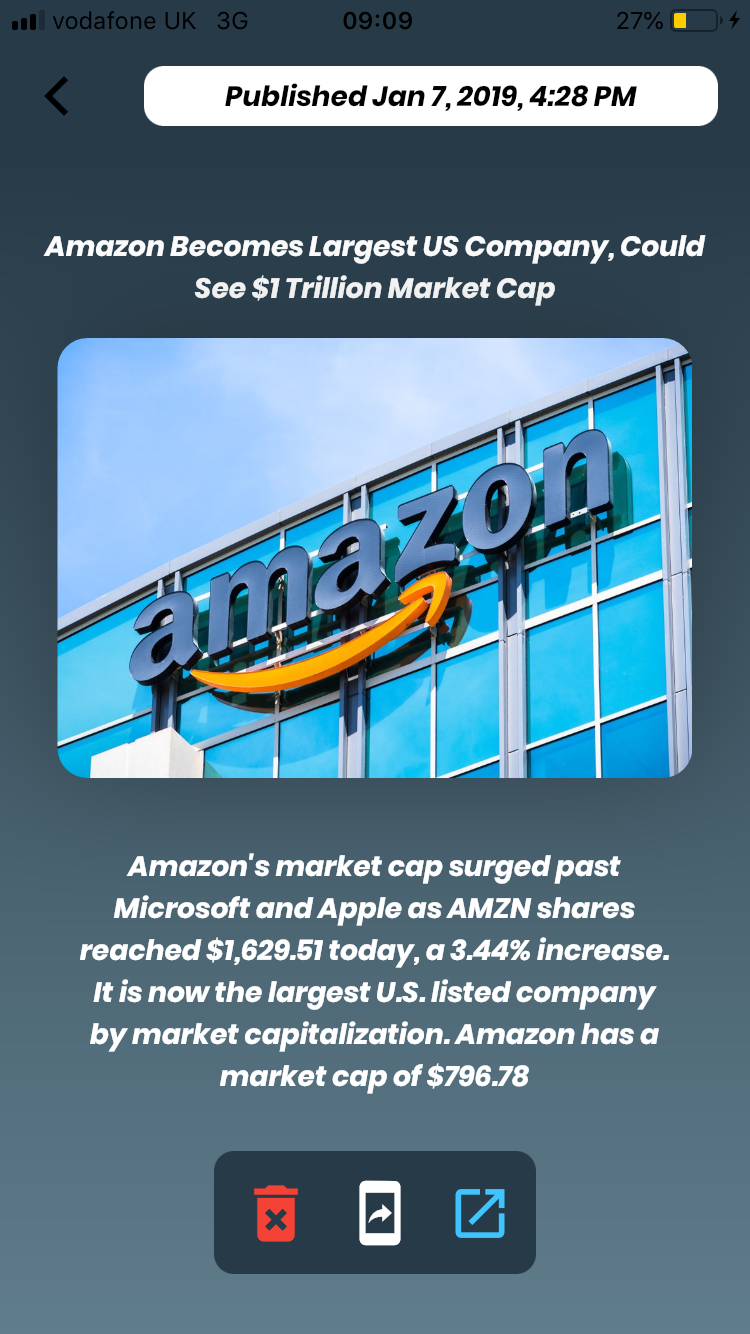 vodafone UK 3G 09:09 27%
Published Jan 7, 2019, 4:28 PM
Amazon Becomes Largest US Company, Could
See $1 Trillion Market Cap
amazon
Amazon's market cap surged past
Microsoft and Apple as AMZN shares
reached $1,629.51 today, a 3.44% increase.
It is now the largest U.S. listed company
by market capitalization. Amazon has a
market cap of $796.78